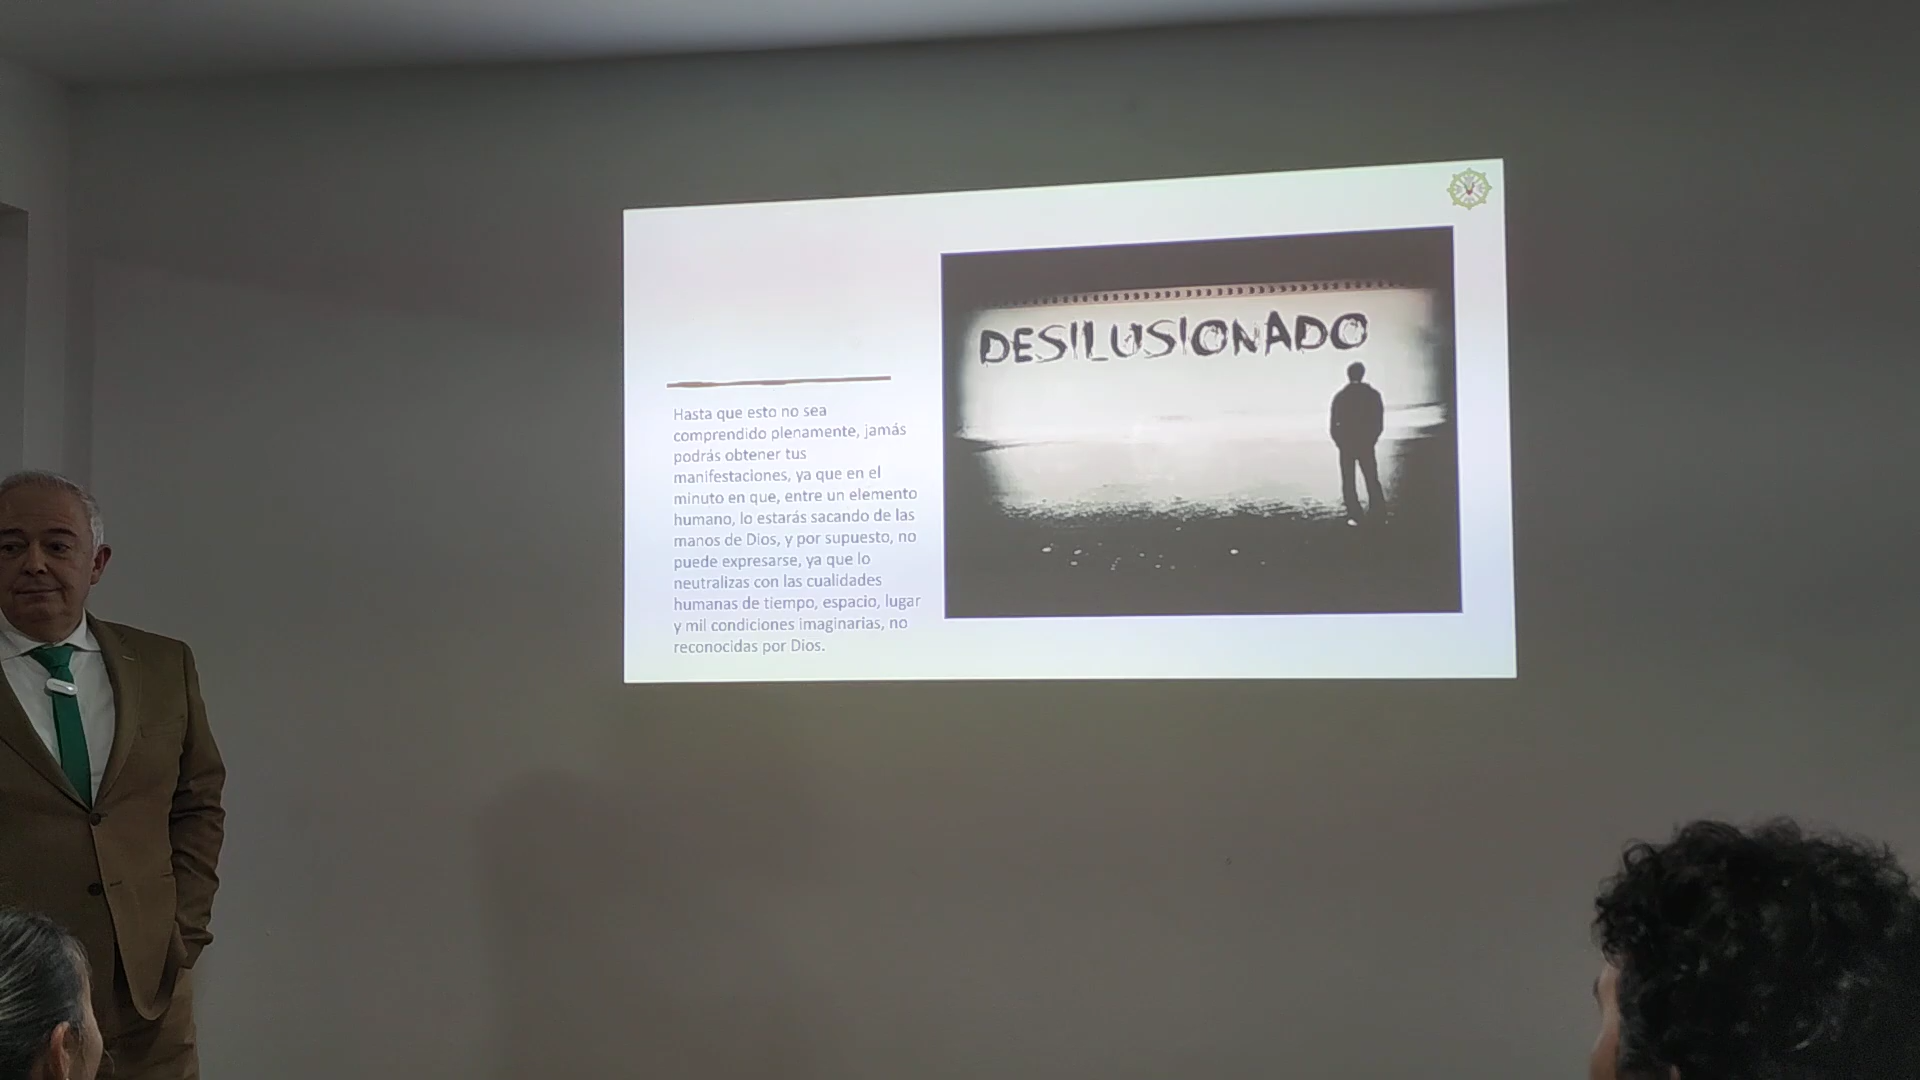 DESILUSIONADO
Hasta que esto no sea
comprendido plenamente, jamás
podrás obtener tus
manifestaciones, ya que en el
minuto en que, entre un elemento
humano, lo estarás sacando de las
manos de Dios, y por supuesto, no
puede expresarse, ya que lo
neutralizas con las cualidades
humanas de tiempo, espacio, lugar
y mil condiciones imaginarias, no
reconocidas por Dios.